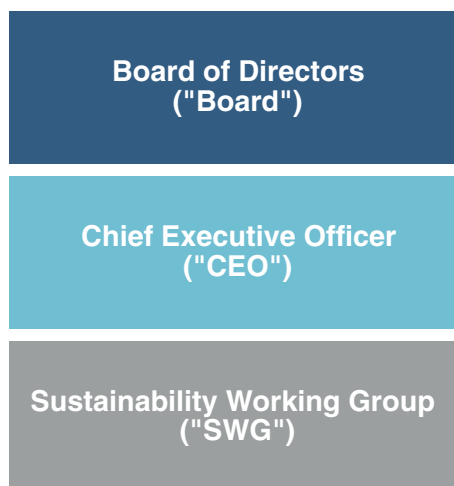 Board of Directors
("Board")
Chief Executive Officer
("CEO")
Sustainability Working Group
("SWG")